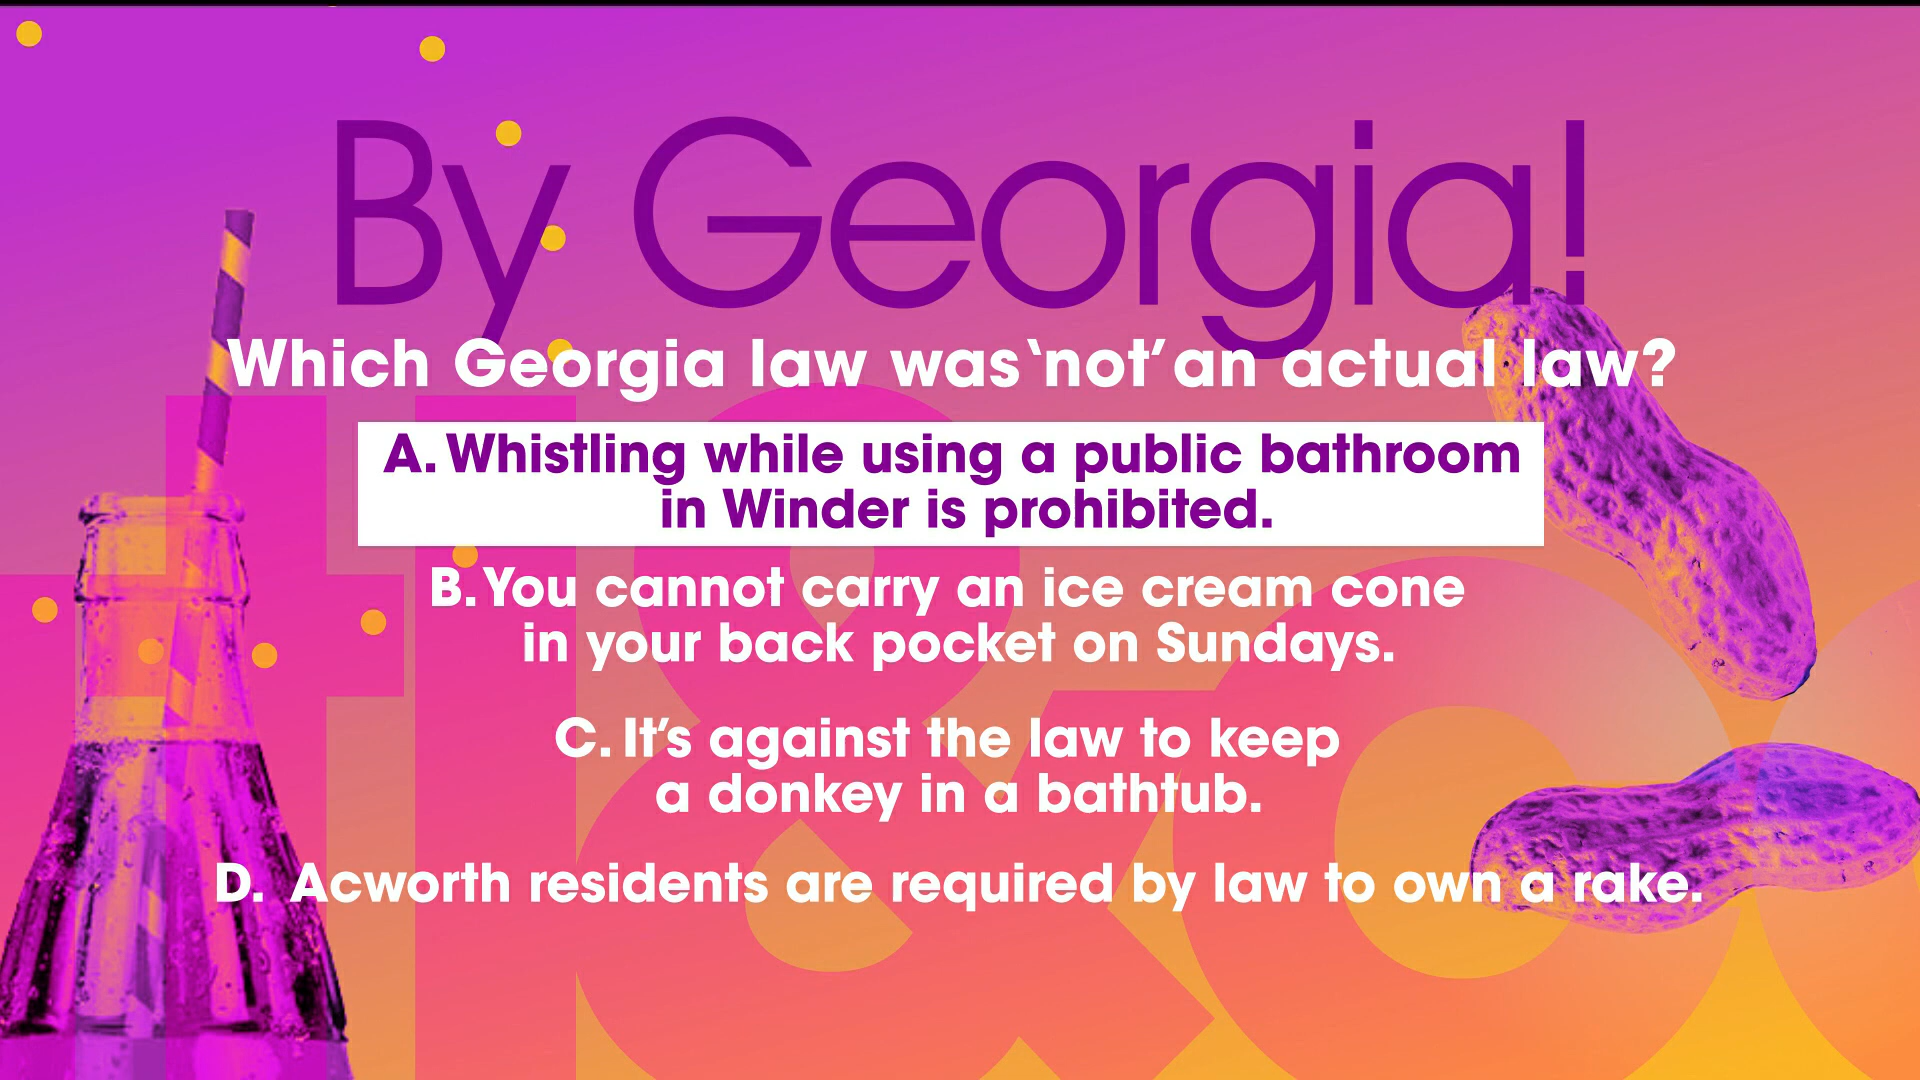 By Georgia!
Which Georgia law was 'not' an actual law?
A. Whistling while using a public bathroom
in Winder is prohibited.
B. You cannot carry an ice cream cone
in your back pocket on Sundays.
C. It's against the law to keep
a donkey in a bathtub.
D. Acworth residents are required by law to own a rake.